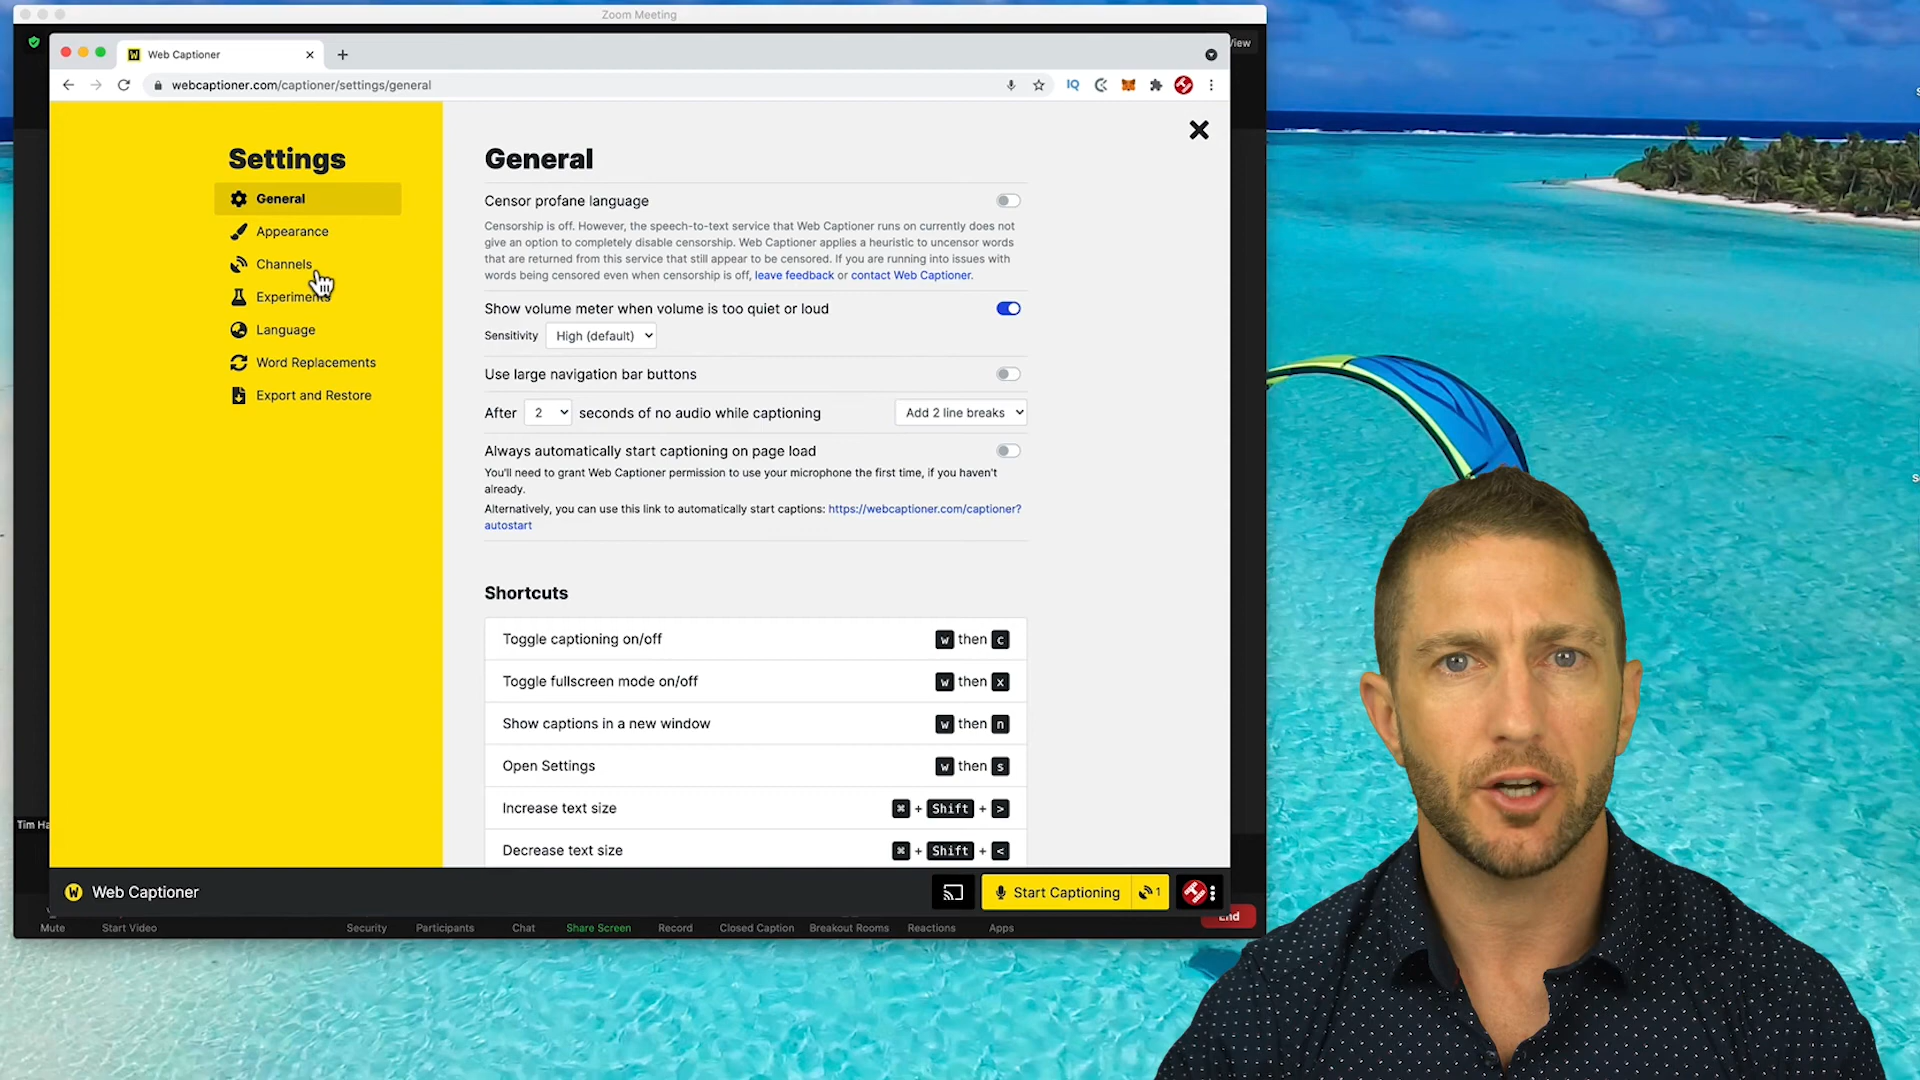 Zoom Meeting
View
Web Captioner
webcaptioner.com/captioner/settings/general
IQ
Settings
General
Appearance
Channels
Experiments
Language
Word Replacements
Export and Restore
General
Censor profane language
Censorship is off. However, the speech-to-text service that Web Captioner runs on currently does not
give an option to completely disable censorship. Web Captioner applies a heuristic to uncensor words
that are returned from this service that still appear to be censored. If you are running into issues with
words being censored even when censorship is off, leave feedback or contact Web Captioner.
Show volume meter when volume is too quiet or loud
Sensitivity High (default)
Use large navigation bar buttons
After 2 seconds of no audio while captioning Add 2 line breaks
Always automatically start captioning on page load
You'll need to grant Web Captioner permission to use your microphone the first time, if you haven't
already.
Alternatively, you can use this link to automatically start captions: https://webcaptioner.com/captioner?
autostart
Shortcuts
Toggle captioning on/off w then c
Toggle fullscreen mode on/off w then x
Show captions in a new window w then n
Open Settings w then s
Increase text size ⌘ + Shift + >
Decrease text size ⌘ + Shift + <
Tim Ha
W Web Captioner
Start Captioning 1
Mute Start Video Security Participants Chat Share Screen Record Closed Caption Breakout Rooms Reactions Apps End